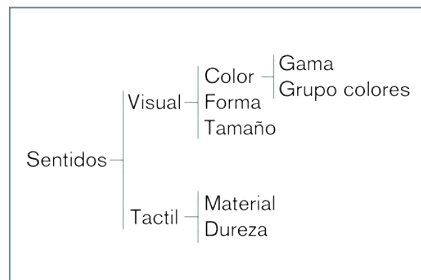 Gama
Color
Grupo colores
Visual
Forma
Tamaño
Sentidos
Material
Tactil
Dureza